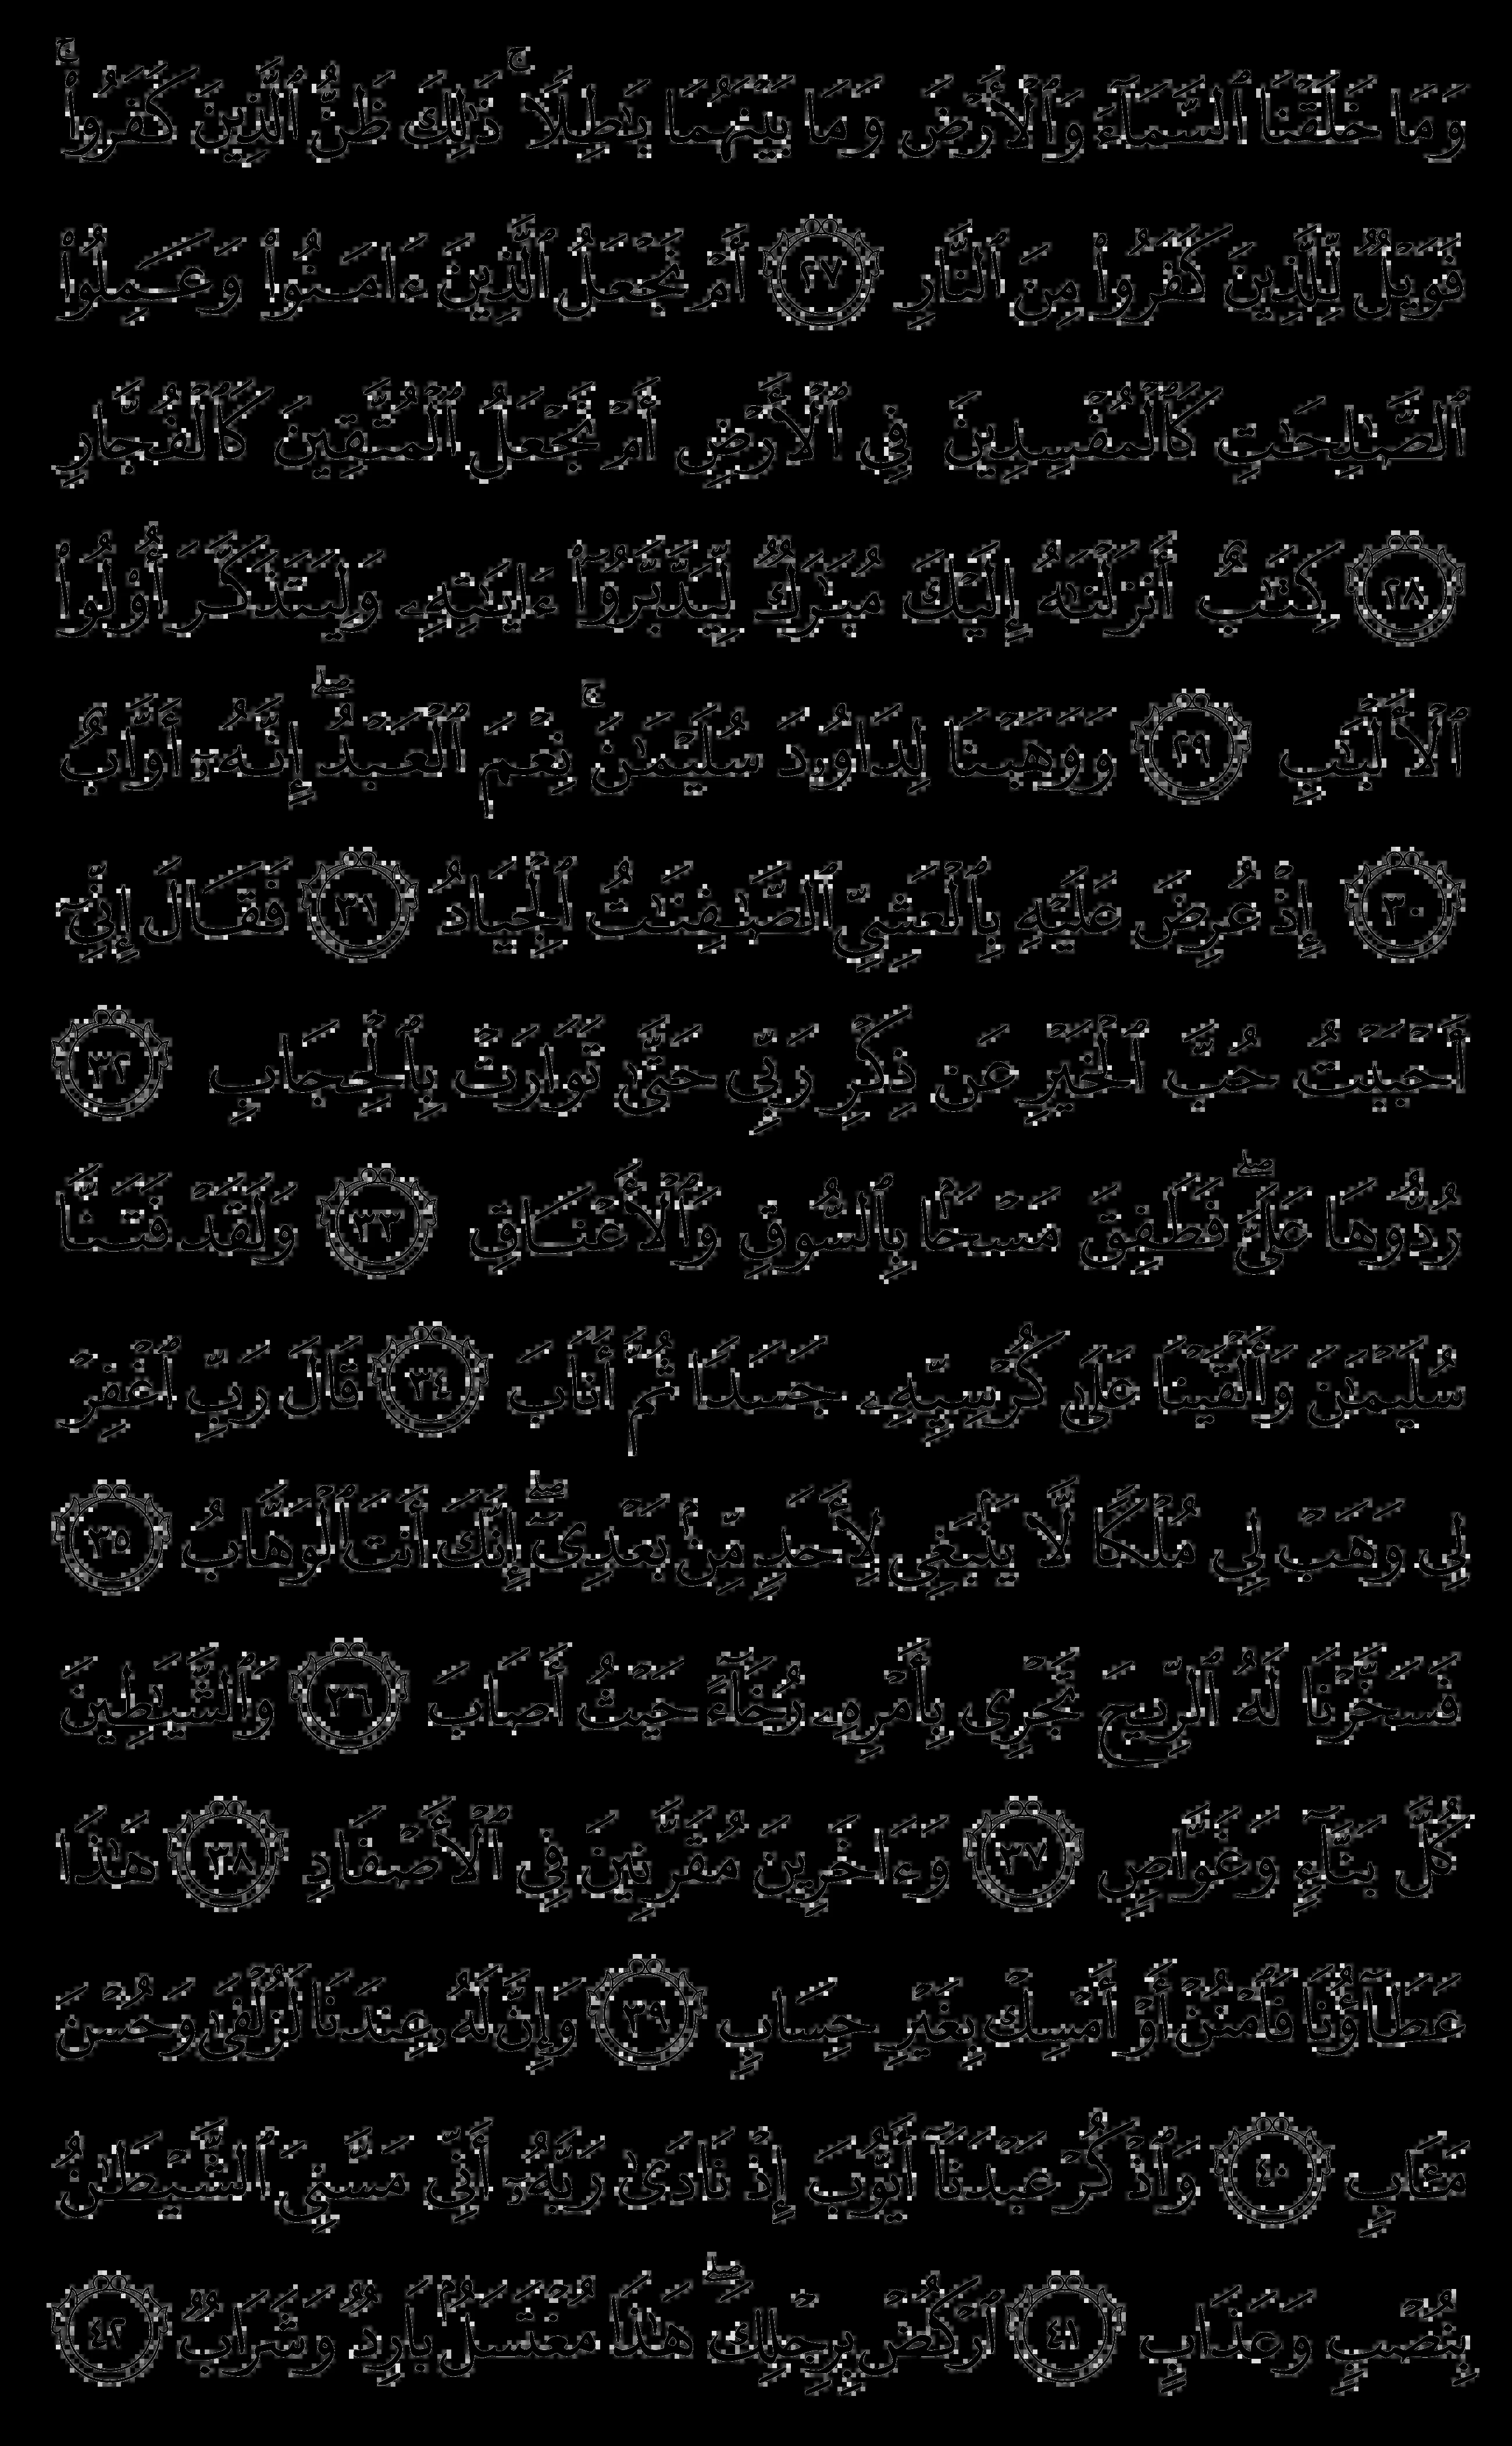 وَمَا خَلَقْنَا ٱلسَّمَآءَ وَٱلْأَرْضَ وَمَا بَيْنَهُمَا بَٰطِلًا ۚ ذَٰلِكَ ظَنُّ ٱلَّذِينَ كَفَرُوا۟ ۚ
فَوَيْلٌ لِّلَّذِينَ كَفَرُوا۟ مِنَ ٱلنَّارِ ٢٧ أَمْ نَجْعَلُ ٱلَّذِينَ ءَامَنُوا۟ وَعَمِلُوا۟
ٱلصَّٰلِحَٰتِ كَٱلْمُفْسِدِينَ فِى ٱلْأَرْضِ أَمْ نَجْعَلُ ٱلْمُتَّقِينَ كَٱلْفُجَّارِ
٢٨ كِتَٰبٌ أَنزَلْنَٰهُ إِلَيْكَ مُبَٰرَكٌ لِّيَدَّبَّرُوٓا۟ ءَايَٰتِهِۦ وَلِيَتَذَكَّرَ أُو۟لُوا۟
ٱلْأَلْبَٰبِ ٢٩ وَوَهَبْنَا لِدَاوُۥدَ سُلَيْمَٰنَ ۚ نِعْمَ ٱلْعَبْدُ ۖ إِنَّهُۥٓ أَوَّابٌ
٣٠ إِذْ عُرِضَ عَلَيْهِ بِٱلْعَشِىِّ ٱلصَّٰفِنَٰتُ ٱلْجِيَادُ ٣١ فَقَالَ إِنِّىٓ
أَحْبَبْتُ حُبَّ ٱلْخَيْرِ عَن ذِكْرِ رَبِّى حَتَّىٰ تَوَارَتْ بِٱلْحِجَابِ ٣٢
رُدُّوهَا عَلَىَّ ۖ فَطَفِقَ مَسْحًۢا بِٱلسُّوقِ وَٱلْأَعْنَاقِ ٣٣ وَلَقَدْ فَتَنَّا
سُلَيْمَٰنَ وَأَلْقَيْنَا عَلَىٰ كُرْسِيِّهِۦ جَسَدًا ثُمَّ أَنَابَ ٣٤ قَالَ رَبِّ ٱغْفِرْ
لِى وَهَبْ لِى مُلْكًا لَّا يَنۢبَغِى لِأَحَدٍ مِّنۢ بَعْدِىٓ ۖ إِنَّكَ أَنتَ ٱلْوَهَّابُ ٣٥
فَسَخَّرْنَا لَهُ ٱلرِّيحَ تَجْرِى بِأَمْرِهِۦ رُخَآءً حَيْثُ أَصَابَ ٣٦ وَٱلشَّيَٰطِينَ
كُلَّ بَنَّآءٍ وَغَوَّاصٍ ٣٧ وَءَاخَرِينَ مُقَرَّنِينَ فِى ٱلْأَصْفَادِ ٣٨ هَٰذَا
عَطَآؤُنَا فَٱمْنُنْ أَوْ أَمْسِكْ بِغَيْرِ حِسَابٍ ٣٩ وَإِنَّ لَهُۥ عِندَنَا لَزُلْفَىٰ وَحُسْنَ
مَـَٔابٍ ٤٠ وَٱذْكُرْ عَبْدَنَآ أَيُّوبَ إِذْ نَادَىٰ رَبَّهُۥٓ أَنِّى مَسَّنِىَ ٱلشَّيْطَٰنُ
بِنُصْبٍ وَعَذَابٍ ٤١ ٱرْكُضْ بِرِجْلِكَ ۖ هَٰذَا مُغْتَسَلٌۢ بَارِدٌ وَشَرَابٌ ٤٢